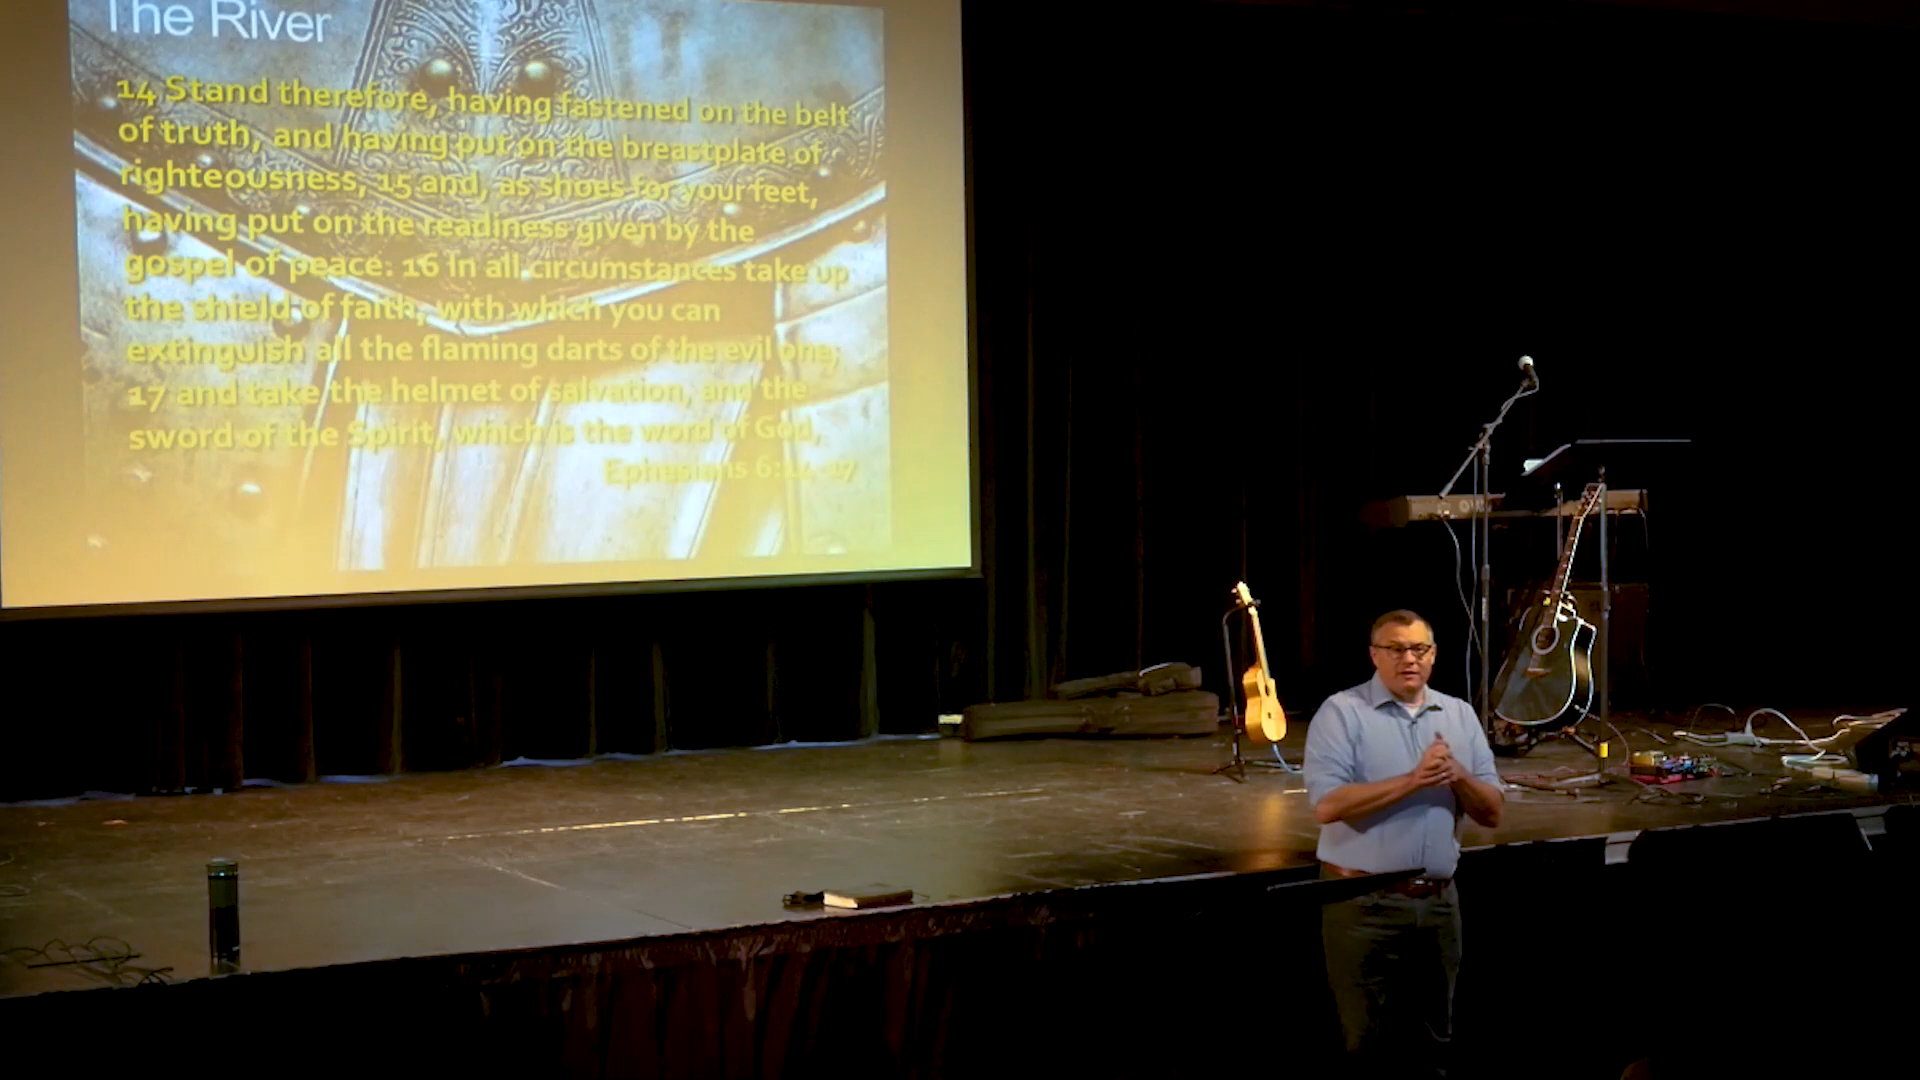 The River
14 Stand therefore, having fastened on the belt
of truth, and having put on the breastplate of
righteousness, 15 and, as shoes for your feet,
having put on the readiness given by the
gospel of peace. 16 In all circumstances take up
the shield of faith, with which you can
extinguish all the flaming darts of the evil one;
17 and take the helmet of salvation, and the
sword of the Spirit, which is the word of God,
Ephesians 6:14-17